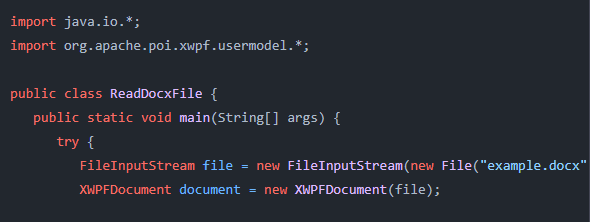 import java.io.*;
import org.apache.poi.xwpf.usermodel.*;
public class ReadDocxFile {
public static void main(String[] args) {
try {
FileInputStream file = new FileInputStream(new File("example.docx"
XWPFDocument document = new XWPFDocument(file);